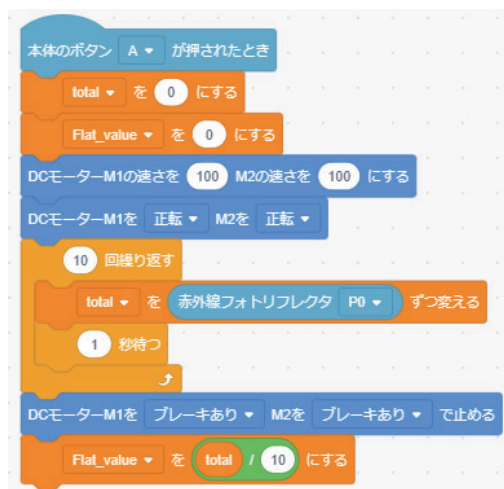 本体のボタン A が押されたとき
total を 0 にする
Flat_value を 0 にする
DCモーターM1の速さを 100 M2の速さを 100 にする
DCモーターM1を 正転 M2を 正転
10 回繰り返す
total を 赤外線フォトリフレクタ P0 ずつ変える
1 秒待つ
DCモーターM1を ブレーキあり M2を ブレーキあり で止める
Flat_value を total / 10 にする